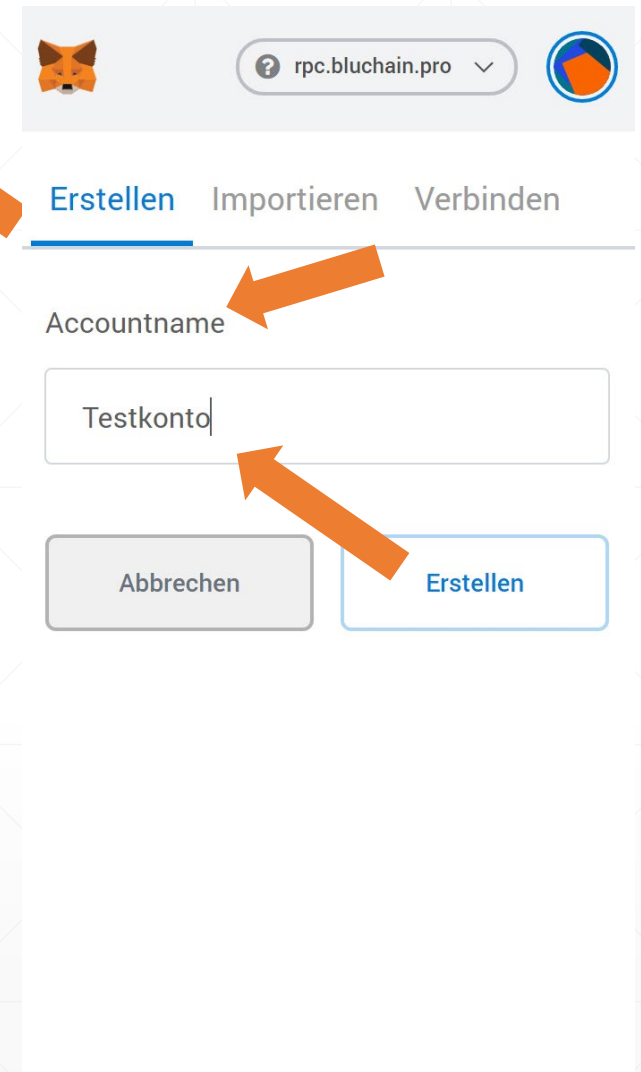 rpc.bluchain.pro
Erstellen Importieren Verbinden
Accountname
Testkonto
Abbrechen Erstellen